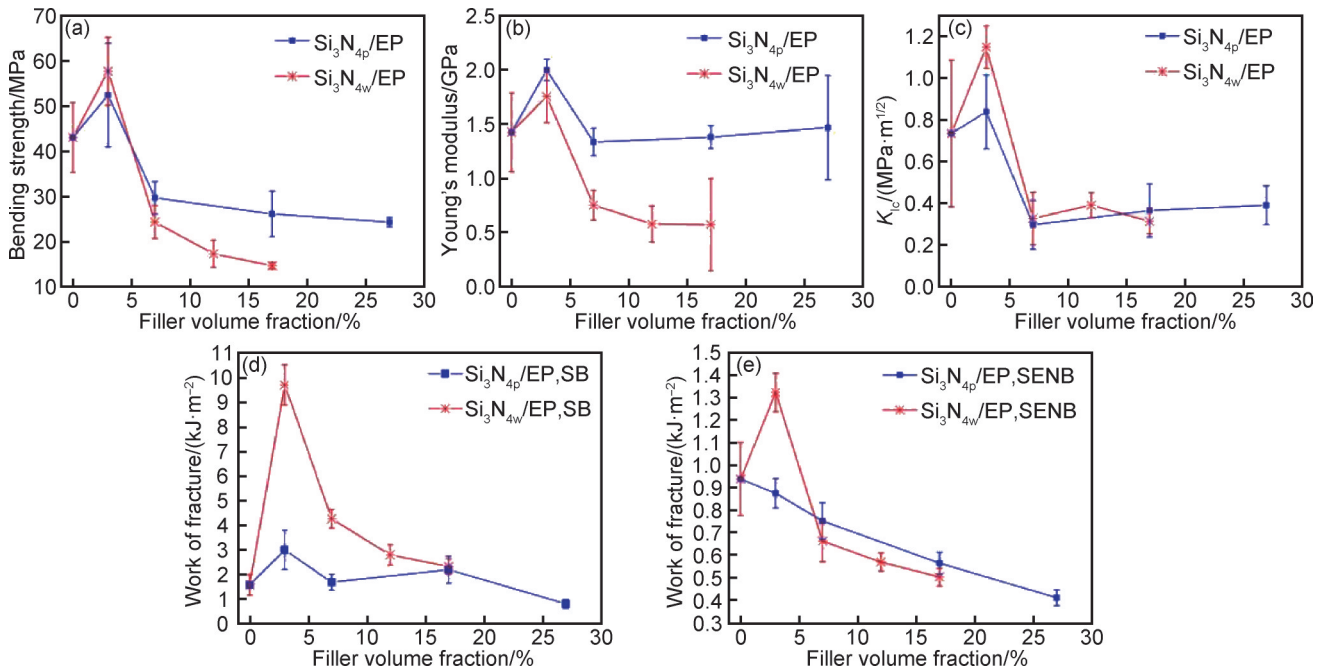 (a)
Si₃N₄ₚ/EP
Si₃N₄w/EP
Bending strength/MPa
70
60
50
40
30
20
10
0 5 10 15 20 25 30
Filler volume fraction/%
(b)
Si₃N₄ₚ/EP
Si₃N₄w/EP
Young's modulus/GPa
2.5
2.0
1.5
1.0
0.5
0.0
0 5 10 15 20 25 30
Filler volume fraction/%
(c)
Si₃N₄ₚ/EP
Si₃N₄w/EP
K_Ic/(MPa·m^1/2)
1.2
1.0
0.8
0.6
0.4
0.2
0
0 5 10 15 20 25 30
Filler volume fraction/%
(d)
Si₃N₄ₚ/EP,SB
Si₃N₄w/EP,SB
Work of fracture/(kJ·m⁻²)
11
10
9
8
7
6
5
4
3
2
1
0
0 5 10 15 20 25 30
Filler volume fraction/%
(e)
Si₃N₄ₚ/EP,SENB
Si₃N₄w/EP,SENB
Work of fracture/(kJ·m⁻²)
1.5
1.4
1.3
1.2
1.1
1.0
0.9
0.8
0.7
0.6
0.5
0.4
0.3
0 5 10 15 20 25 30
Filler volume fraction/%